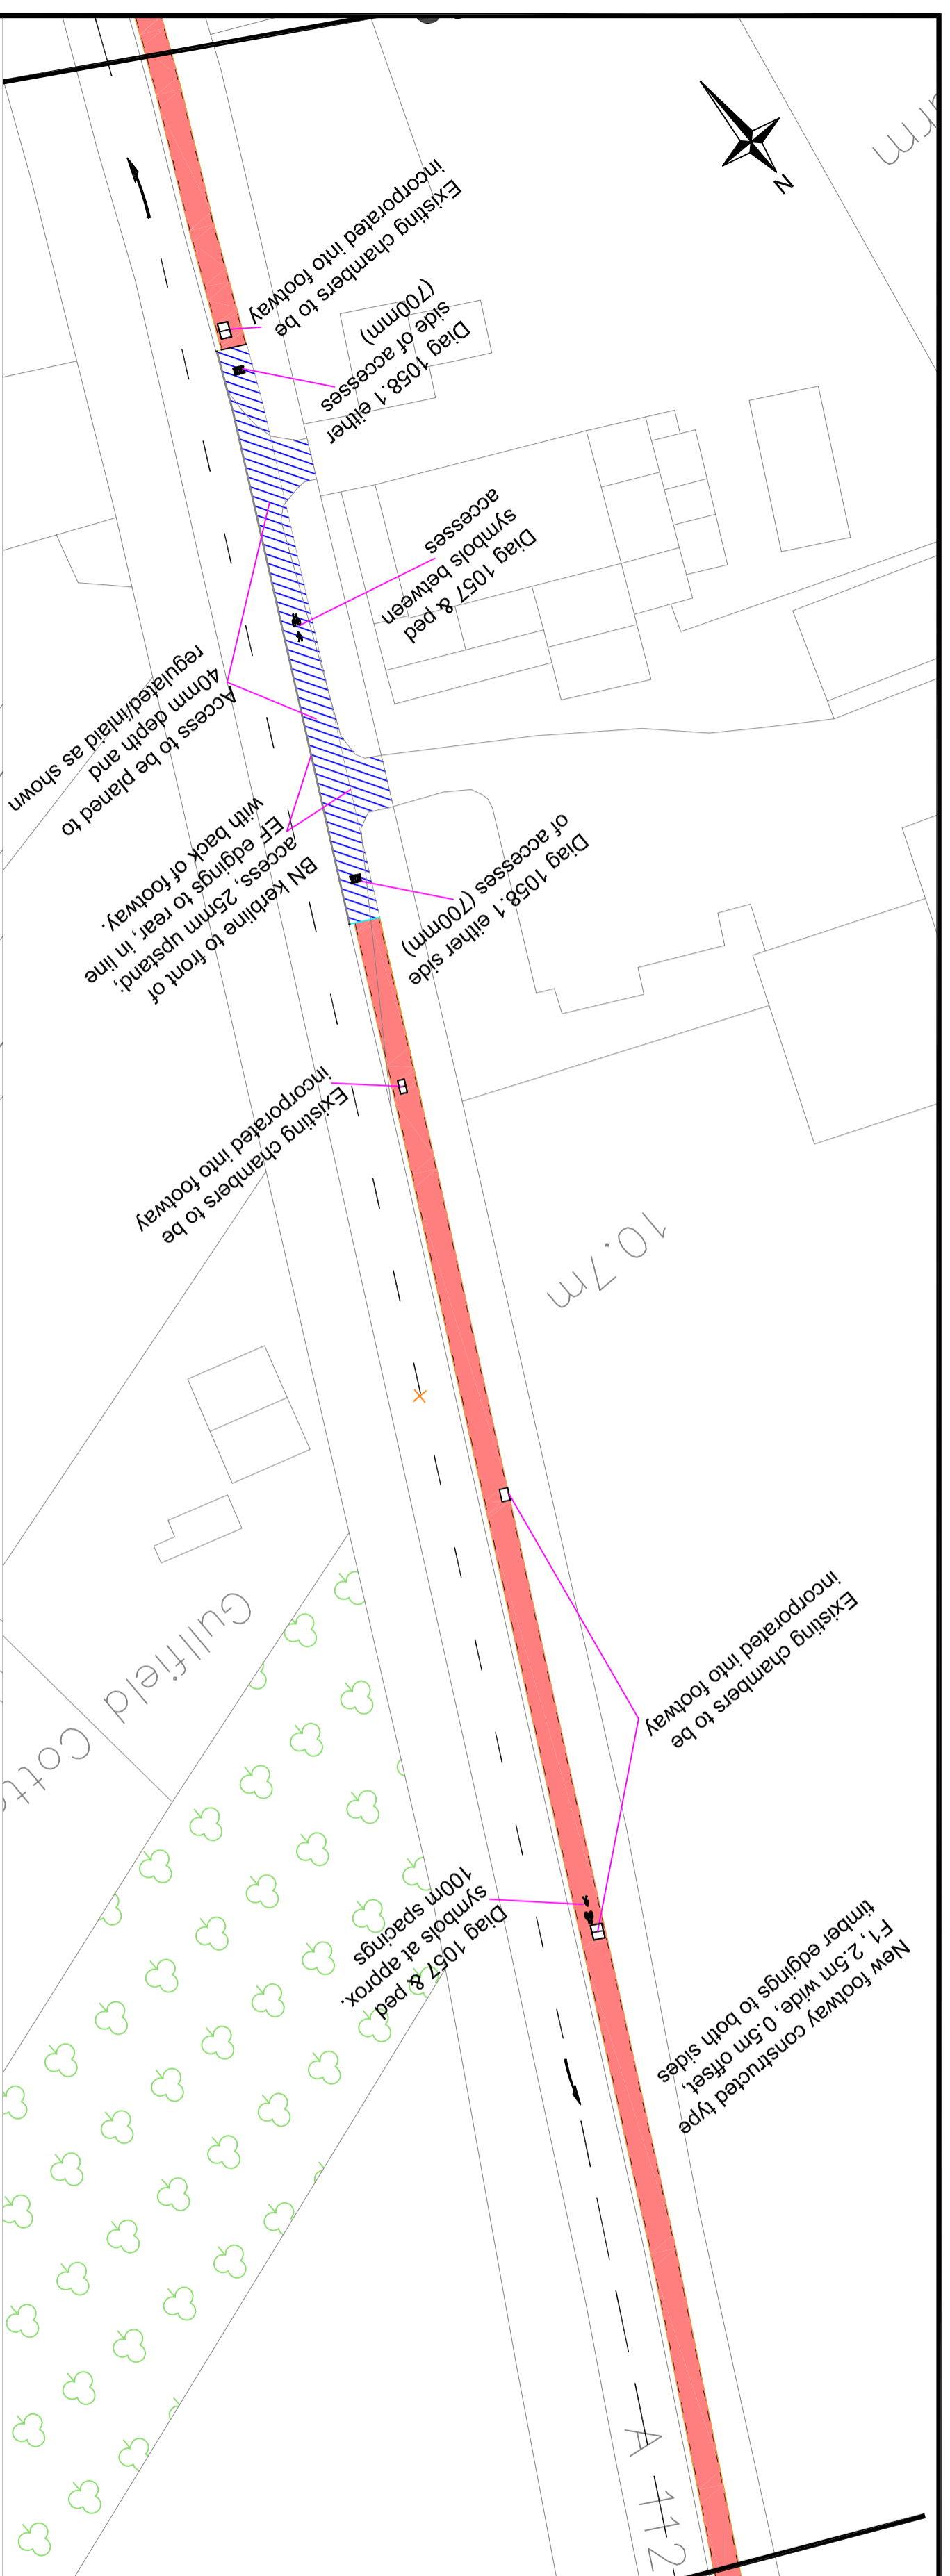 arm
N
Existing chambers to be
incorporated into footway
Diag 1058.1 either
side of accesses
(700mm)
Diag 1057 & ped
symbols between
accesses
Access to be planed to
40mm depth and
regulated/inlaid as shown
BN kerbline to front of
access, 25mm upstand;
EF edgings to rear, in line
with back of footway.
Diag 1058.1 either side
of accesses (700mm)
Existing chambers to be
incorporated into footway
10.7m
Gullfield Cotta
Existing chambers to be
incorporated into footway
Diag 1057 & ped
symbols at approx.
100m spacings
New footway constructed type
F1, 2.5m wide, 0.5m offset,
timber edgings to both sides
A 112